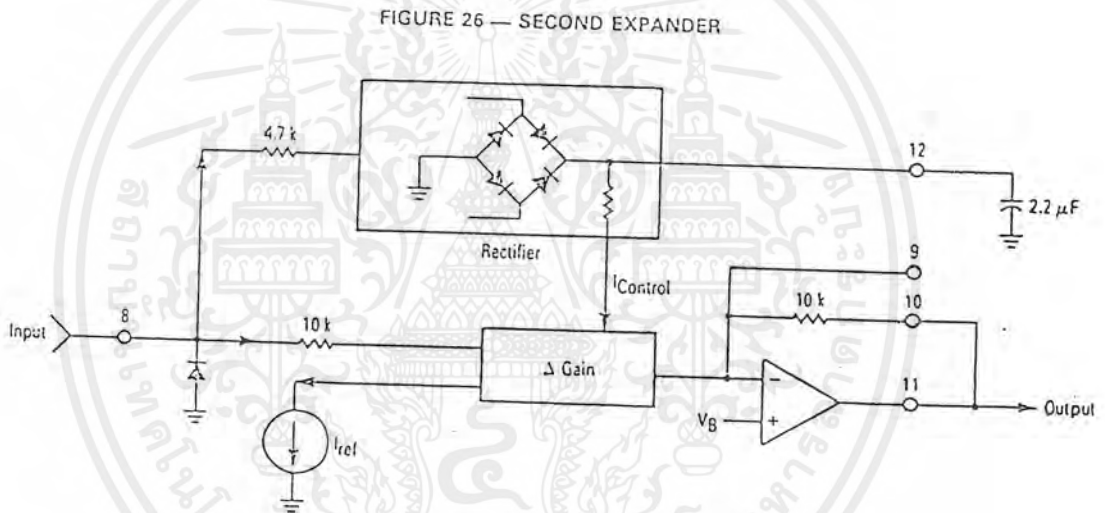 FIGURE 26 — SECOND EXPANDER
4.7 k
12
2.2 μF
Rectifier
9
IControl
10 k
10
Input
8
10 k
Δ Gain
11
Output
VB
Iref